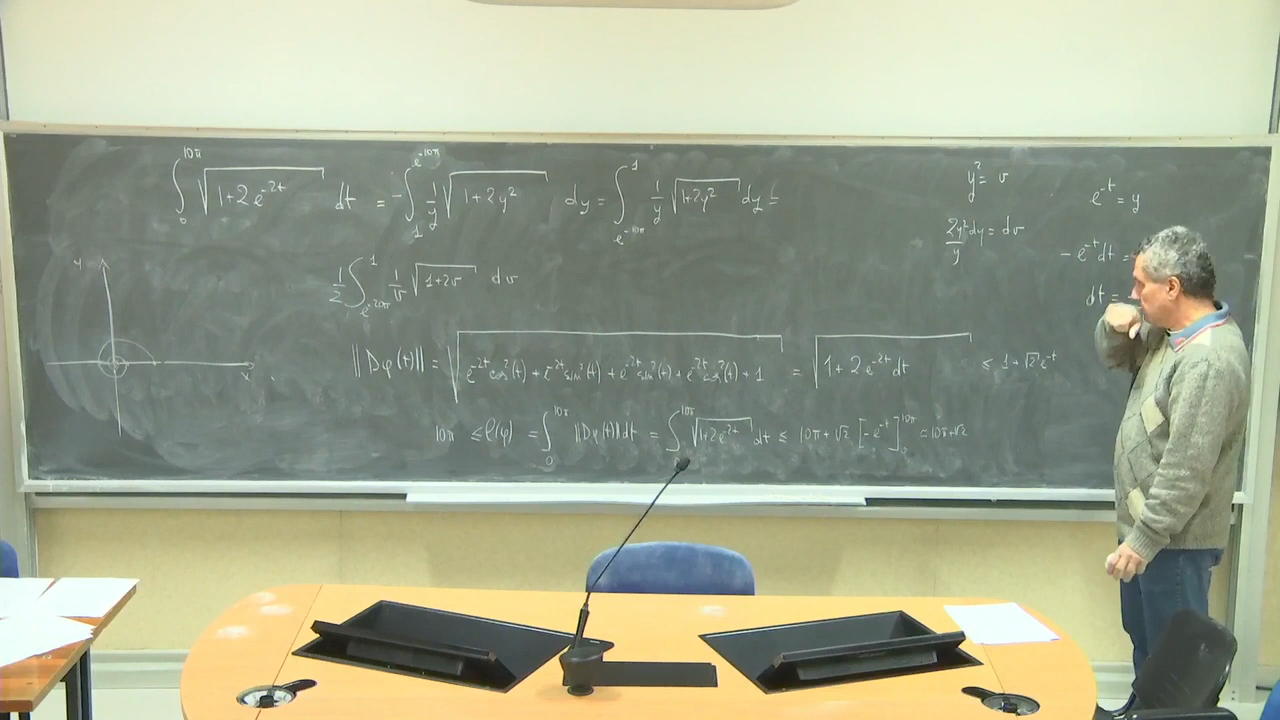 ∫_0^{10π} √(1+2e^{-2t}) dt = -∫_1^{e^{-10π}} 1/y √(1+2y²) dy = ∫_{e^{-10π}}^1 1/y √(1+2y²) dy =
y² = v
e^{-t} = y
2y²/y dy = dv
-e^{-t}dt =
1/2 ∫_{e^{-20π}}^1 1/v √(1+2v) dv
dt =
y
x
||Dφ(t)|| = √(e^{-2t}cos²(t) + e^{-2t}sin²(t) + e^{-2t}sin²(t) + e^{-2t}cos²(t) + 1) = √(1+2e^{-2t} dt) ≤ 1+√2 e^{-t}
10π ≤ ℓ(φ) = ∫_0^{10π} ||Dφ(t)||dt = ∫_0^{10π} √(1+2e^{-2t}) dt ≤ 10π+√2 [-e^{-t}]_0^{10π} ≃ 10π+√2